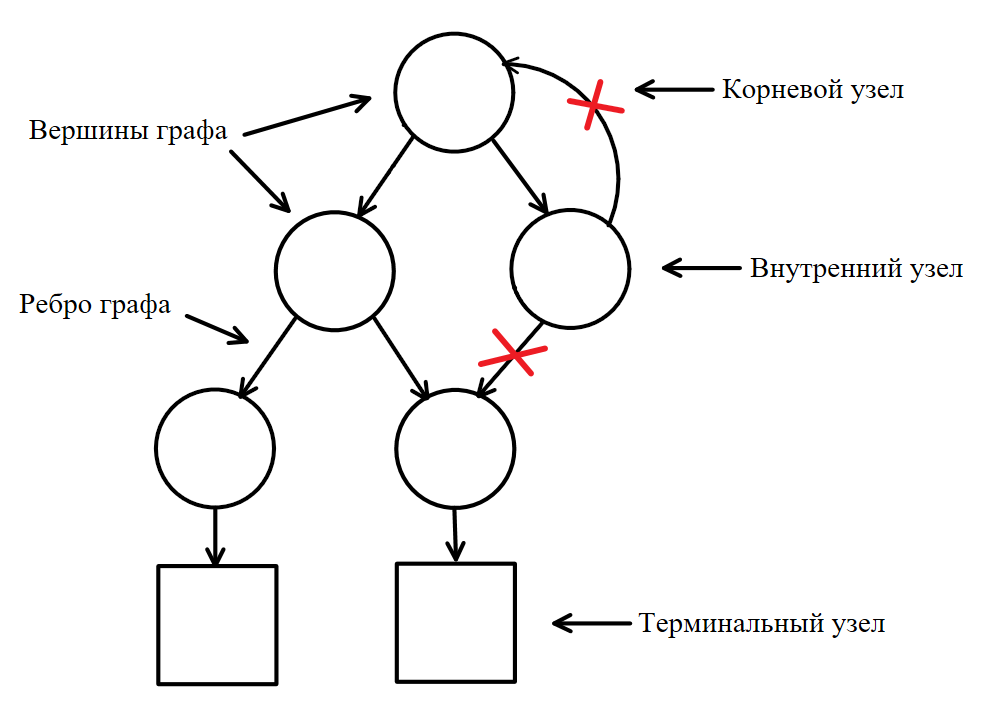 Корневой узел
Вершины графа
Внутренний узел
Ребро графа
Терминальный узел